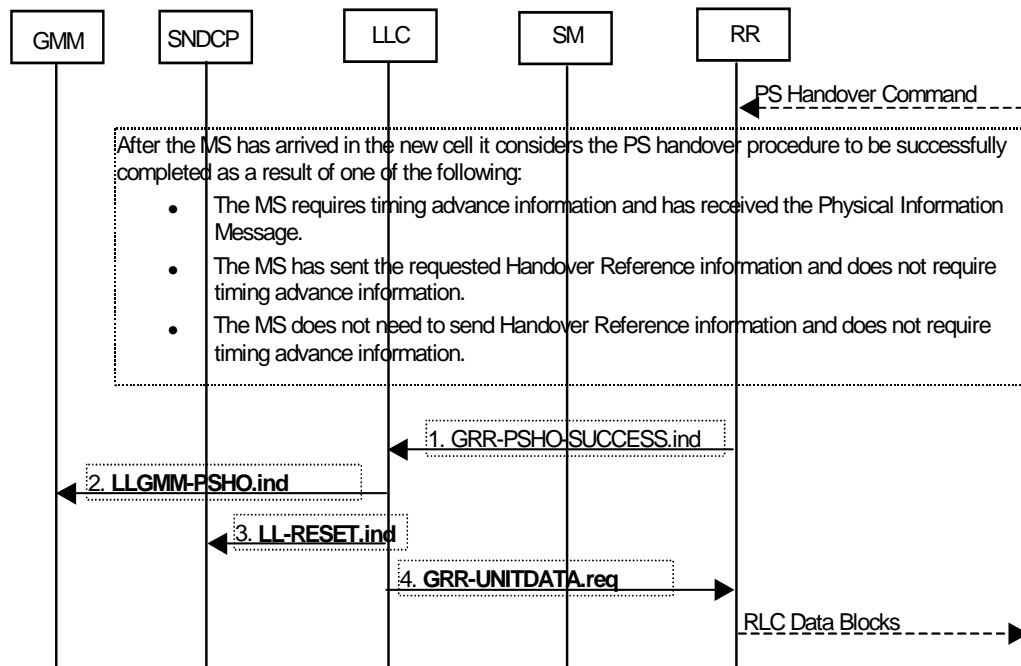 GMM
SNDCP
LLC
SM
RR
PS Handover Command
After the MS has arrived in the new cell it considers the PS handover procedure to be successfully
completed as a result of one of the following:
• The MS requires timing advance information and has received the Physical Information
Message.
• The MS has sent the requested Handover Reference information and does not require
timing advance information.
• The MS does not need to send Handover Reference information and does not require
timing advance information.
1. GRR-PSHO-SUCCESS.ind
2. LLGMM-PSHO.ind
3. LL-RESET.ind
4. GRR-UNITDATA.req
RLC Data Blocks